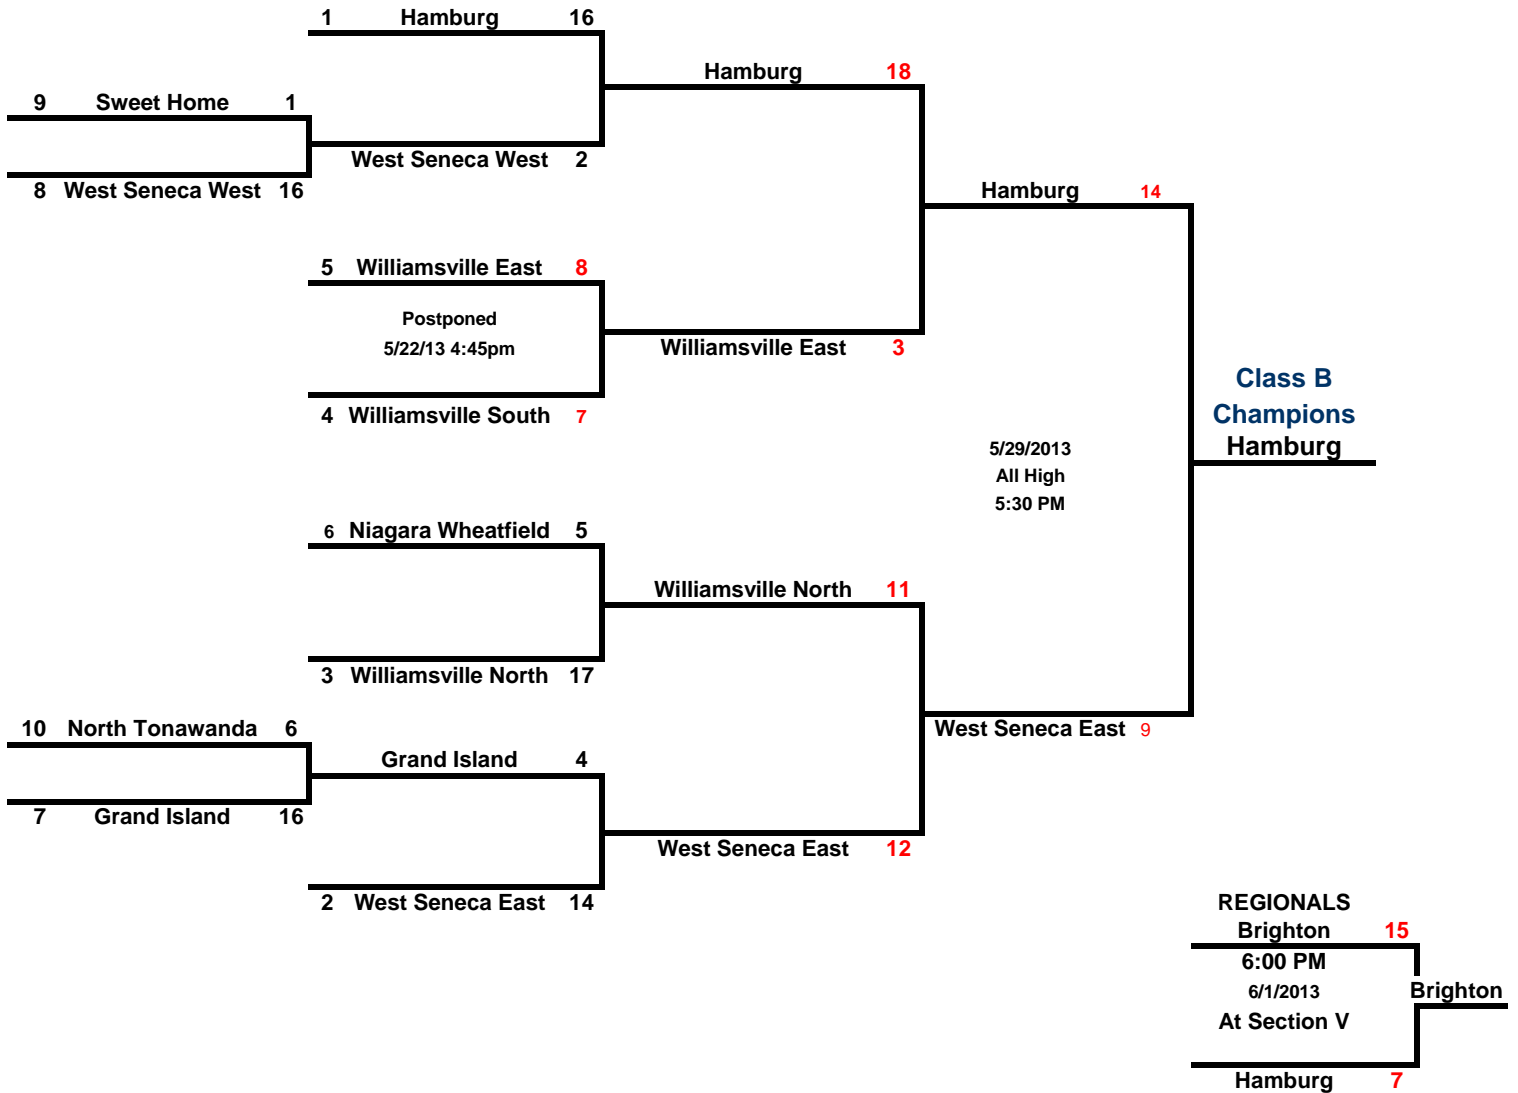 1 Hamburg 16
Hamburg 18
9 Sweet Home 1
West Seneca West 2
8 West Seneca West 16
Hamburg 14
5 Williamsville East 8
Postponed
5/22/13 4:45pm
Williamsville East 3
4 Williamsville South 7
Class B
Champions
Hamburg
5/29/2013
All High
5:30 PM
6 Niagara Wheatfield 5
Williamsville North 11
3 Williamsville North 17
10 North Tonawanda 6
West Seneca East 9
Grand Island 4
7 Grand Island 16
West Seneca East 12
2 West Seneca East 14
REGIONALS
Brighton 15
6:00 PM
6/1/2013
Brighton
At Section V
Hamburg 7